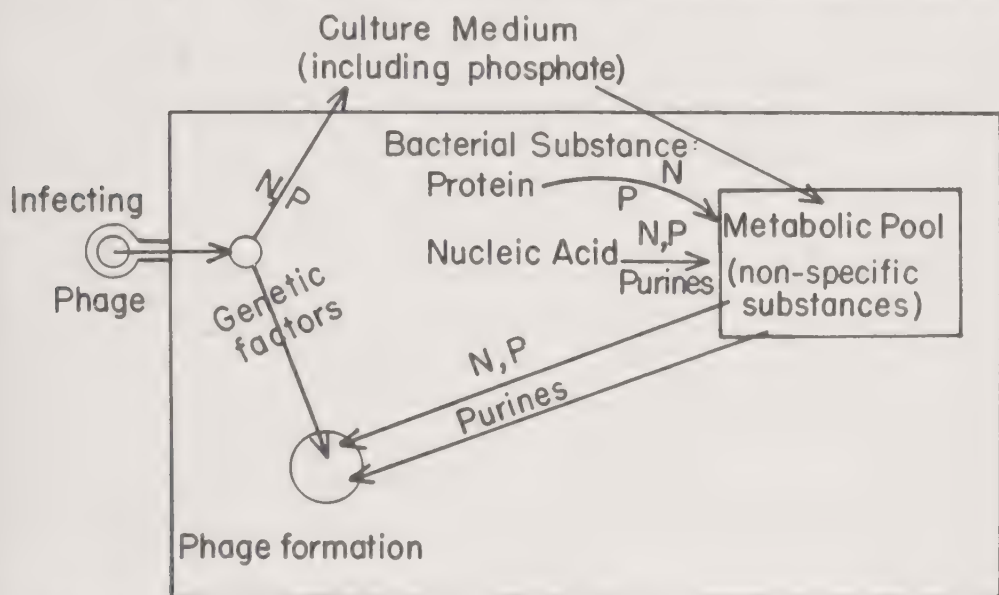 Culture Medium
(including phosphate)
Bacterial Substance:
Protein
N
P
N,P
Infecting
Phage
Nucleic Acid
N,P
Purines
Metabolic Pool
(non-specific
substances)
Genetic
factors
N,P
Purines
Phage formation